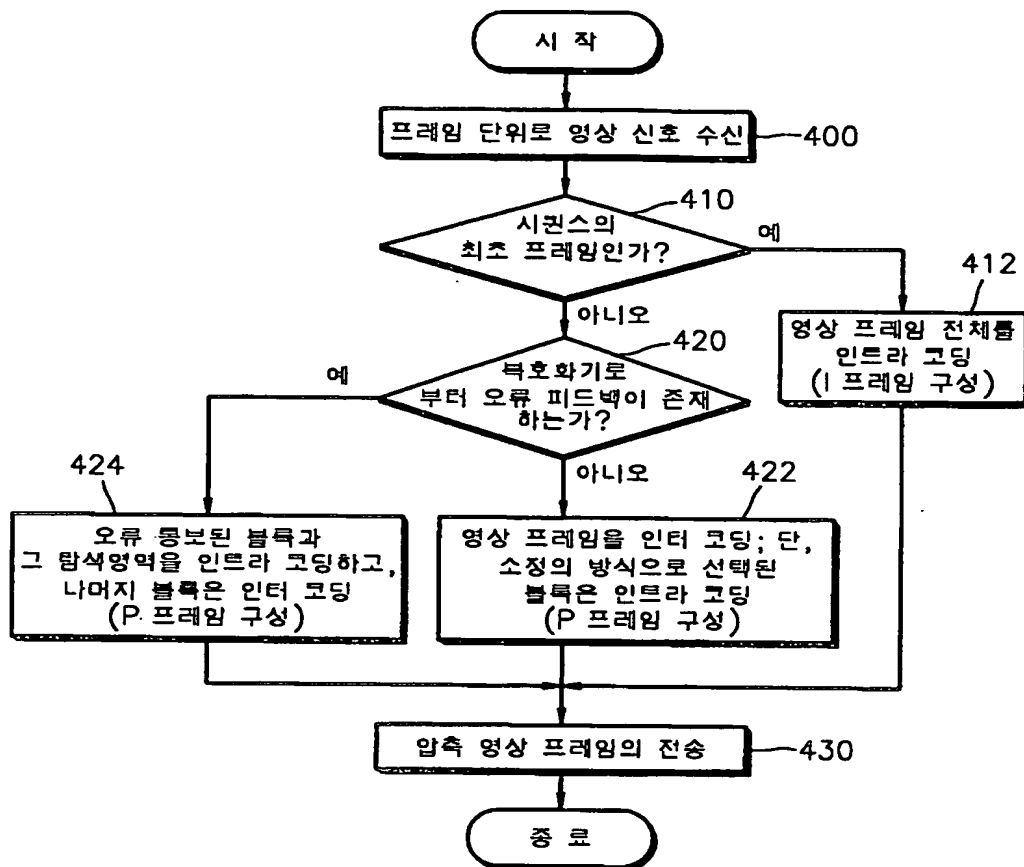 시 작
프레임 단위로 영상 신호 수신
400
410
시퀀스의
최초 프레임인가?
예
412
영상 프레임 전체를
인트라 코딩
(I 프레임 구성)
아니오
420
예
복호화기로
부터 오류 피드백이 존재
하는가?
아니오
424
오류 통보된 블록과
그 탐색영역을 인트라 코딩하고,
나머지 블록은 인터 코딩
(P 프레임 구성)
422
영상 프레임을 인터 코딩; 단,
소정의 방식으로 선택된
블록은 인트라 코딩
(P 프레임 구성)
압축 영상 프레임의 전송
430
종 료